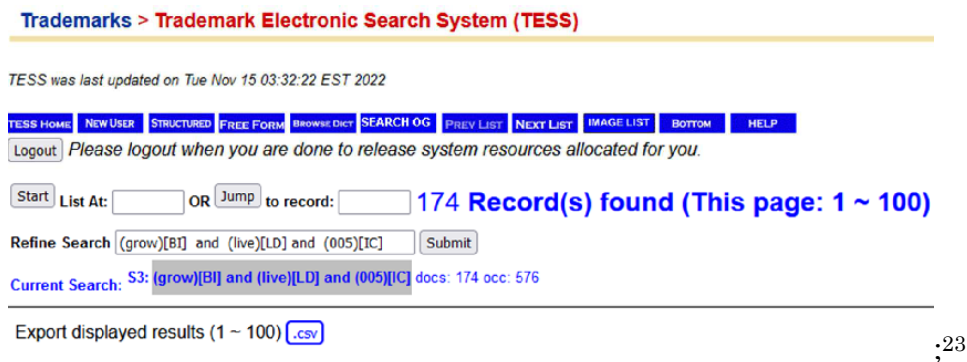 Trademarks > Trademark Electronic Search System (TESS)
TESS was last updated on Tue Nov 15 03:32:22 EST 2022
TESS HOME NEW USER STRUCTURED FREE FORM BROWSE DICT SEARCH OG PREV LIST NEXT LIST IMAGE LIST BOTTOM HELP
Logout Please logout when you are done to release system resources allocated for you.
Start List At: OR Jump to record: 174 Record(s) found (This page: 1 ~ 100)
Refine Search (grow)[BI] and (live)[LD] and (005)[IC] Submit
Current Search: S3: (grow)[BI] and (live)[LD] and (005)[IC] docs: 174 occ: 576
Export displayed results (1 ~ 100) .csv
;23